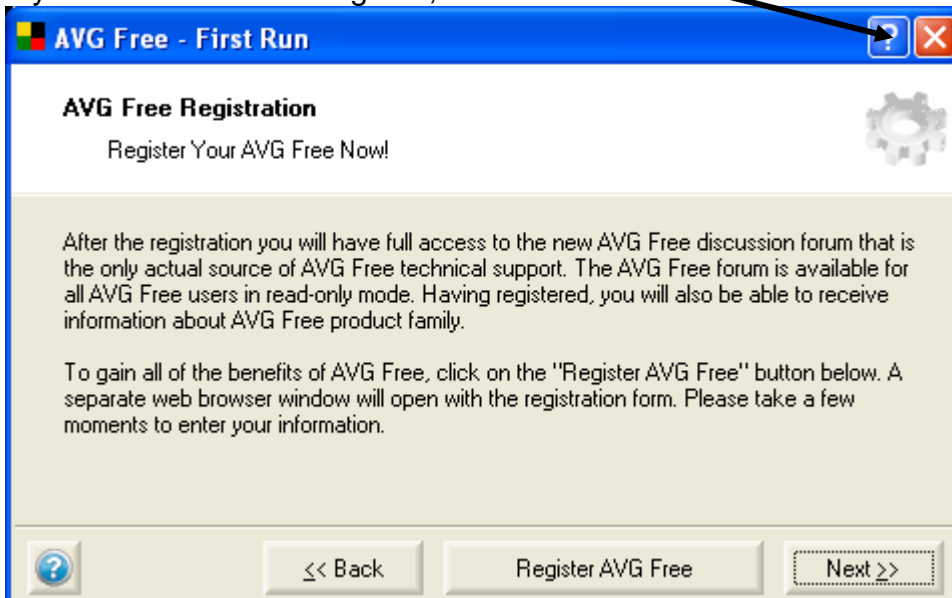 AVG Free - First Run
?
AVG Free Registration
Register Your AVG Free Now!
After the registration you will have full access to the new AVG Free discussion forum that is
the only actual source of AVG Free technical support. The AVG Free forum is available for
all AVG Free users in read-only mode. Having registered, you will also be able to receive
information about AVG Free product family.
To gain all of the benefits of AVG Free, click on the "Register AVG Free" button below. A
separate web browser window will open with the registration form. Please take a few
moments to enter your information.
? << Back Register AVG Free Next >>